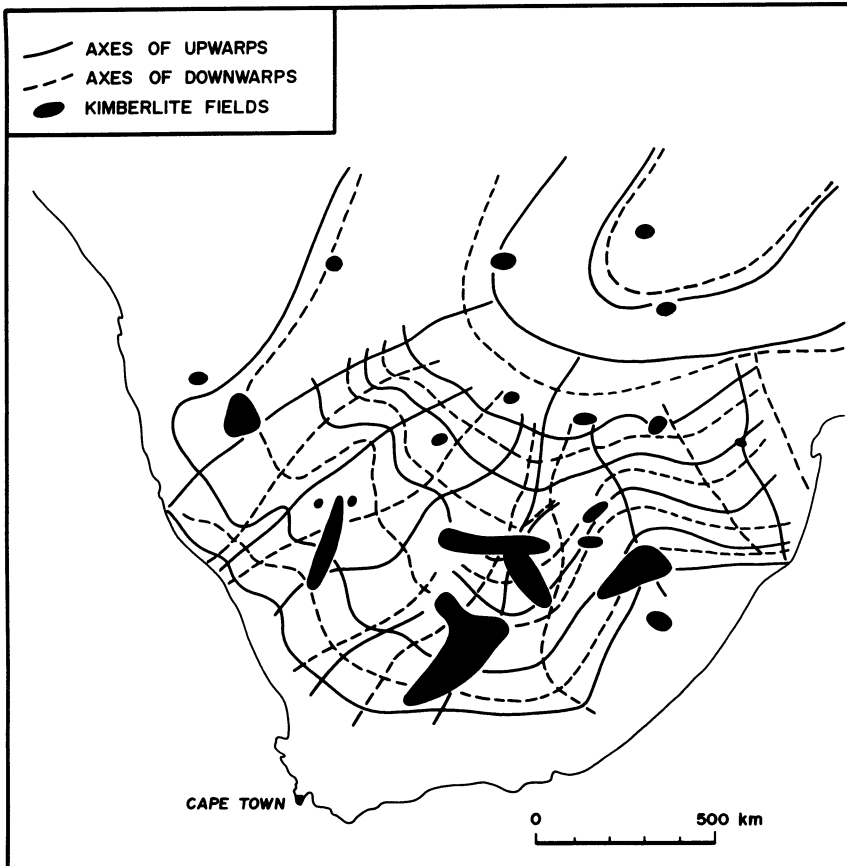 AXES OF UPWARPS
AXES OF DOWNWARPS
KIMBERLITE FIELDS
CAPE TOWN
0 500 km